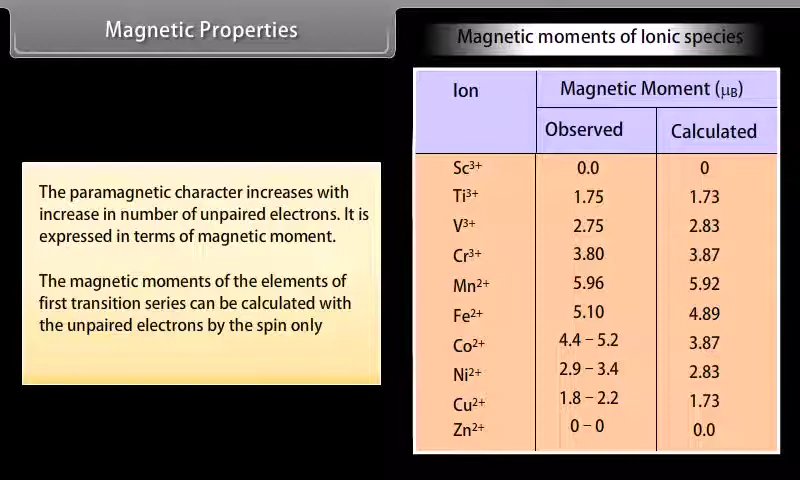 Magnetic Properties
Magnetic moments of Ionic species
The paramagnetic character increases with
increase in number of unpaired electrons. It is
expressed in terms of magnetic moment.
The magnetic moments of the elements of
first transition series can be calculated with
the unpaired electrons by the spin only
Ion Magnetic Moment (μB)
Observed Calculated
Sc³⁺ 0.0 0
Ti³⁺ 1.75 1.73
V³⁺ 2.75 2.83
Cr³⁺ 3.80 3.87
Mn²⁺ 5.96 5.92
Fe²⁺ 5.10 4.89
Co²⁺ 4.4 – 5.2 3.87
Ni²⁺ 2.9 – 3.4 2.83
Cu²⁺ 1.8 – 2.2 1.73
Zn²⁺ 0 – 0 0.0